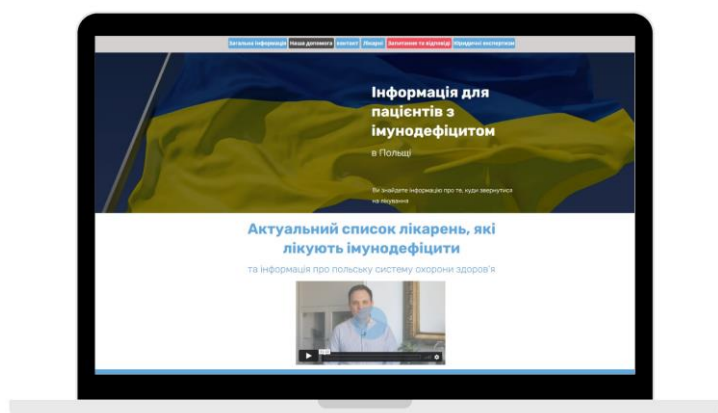 Загальна інформація Наша допомога контакт Лікарні Запитання та відповіді Юридичні експертизи
Інформація для
пацієнтів з
імунодефіцитом
в Польщі
Ви знайдете інформацію про те, куди звернутися
на лікування
Актуальний список лікарень, які
лікують імунодефіцити
та інформація про польську систему охорони здоров'я